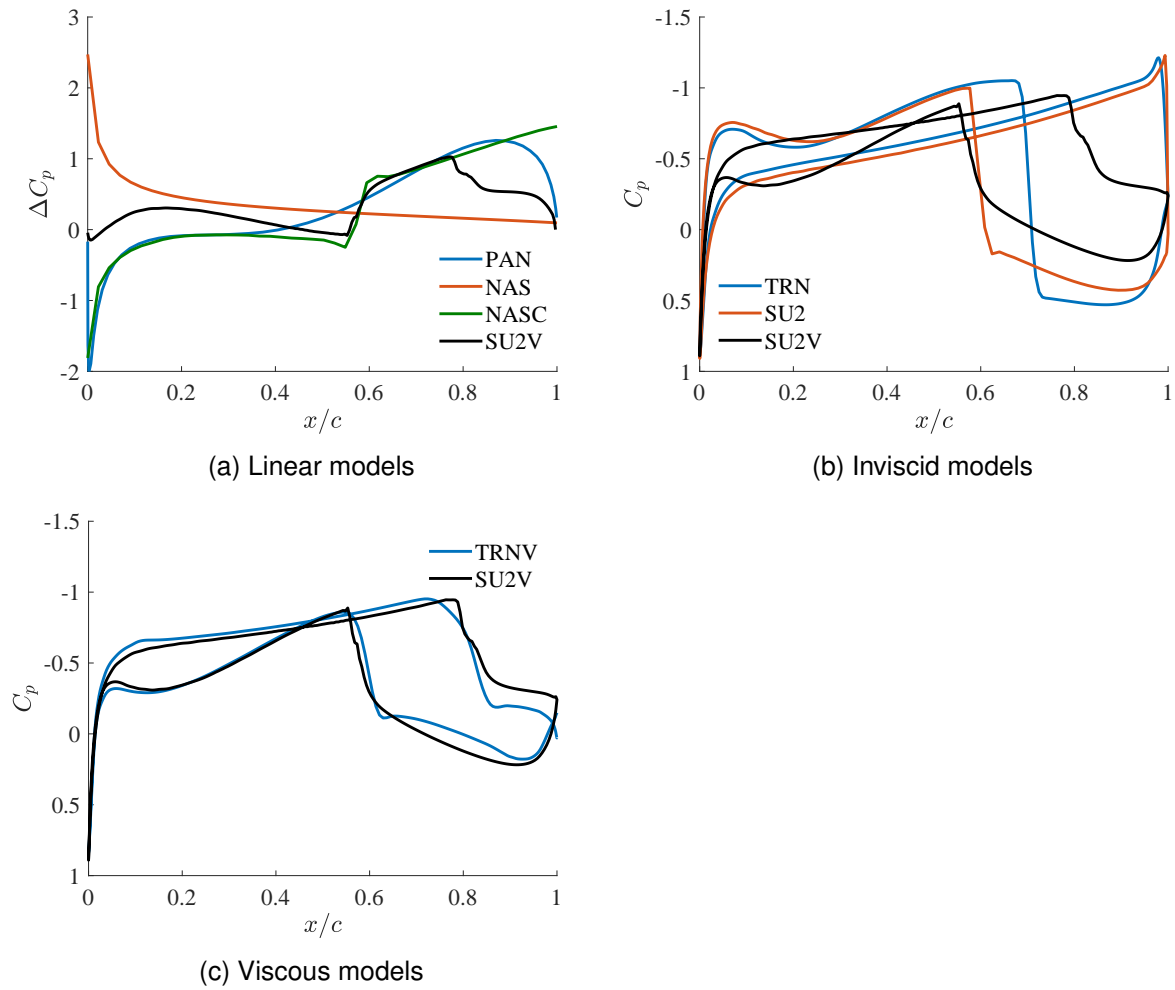 3
2
1
0
-1
-2
ΔC_p
PAN
NAS
NASC
SU2V
0 0.2 0.4 0.6 0.8 1
x/c
(a) Linear models
-1.5
-1
-0.5
0
0.5
1
C_p
TRN
SU2
SU2V
0 0.2 0.4 0.6 0.8 1
x/c
(b) Inviscid models
-1.5
-1
-0.5
0
0.5
1
C_p
TRNV
SU2V
0 0.2 0.4 0.6 0.8 1
x/c
(c) Viscous models